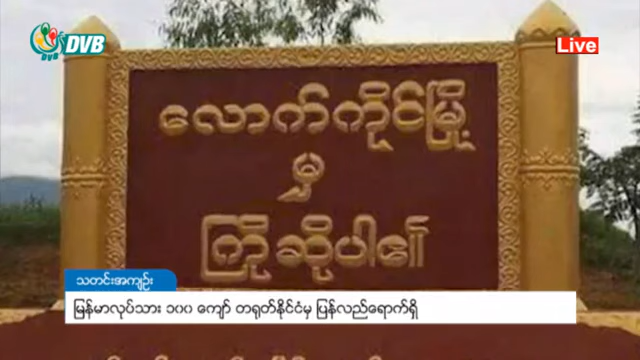 DVB
DVB
Live
လောက်ကိုင်မြို့
မှ
ကြိုဆိုပါ၏
သတင်းအကျဉ်း
မြန်မာလုပ်သား ၁၀၀ ကျော် တရုတ်နိုင်ငံမှ ပြန်လည်ရောက်ရှိ